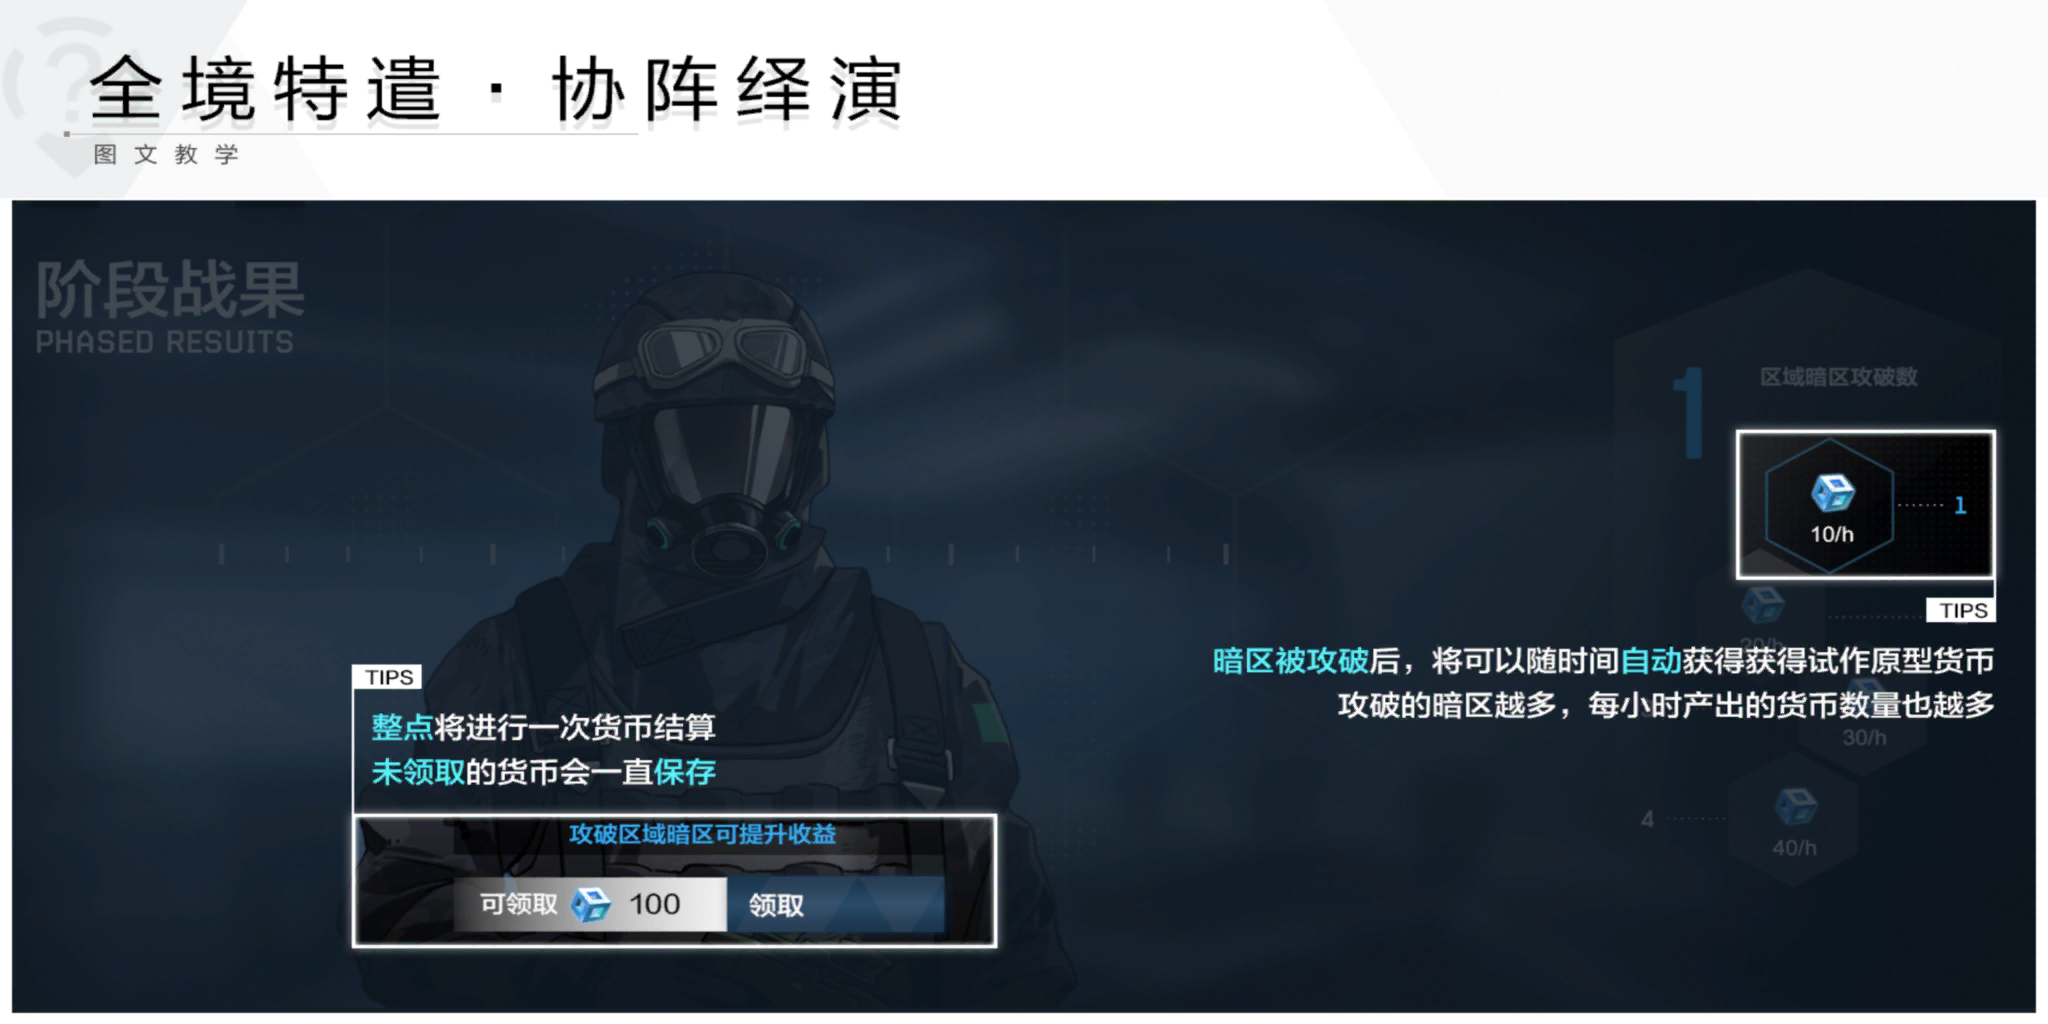 全境特遣·协阵绎演
图文教学
阶段战果
PHASED RESUITS
1
区域暗区攻破数
10/h
1
TIPS
20/h
暗区被攻破后，将可以随时间自动获得获得试作原型货币
攻破的暗区越多，每小时产出的货币数量也越多
30/h
4
40/h
TIPS
整点将进行一次货币结算
未领取的货币会一直保存
攻破区域暗区可提升收益
可领取 100 领取